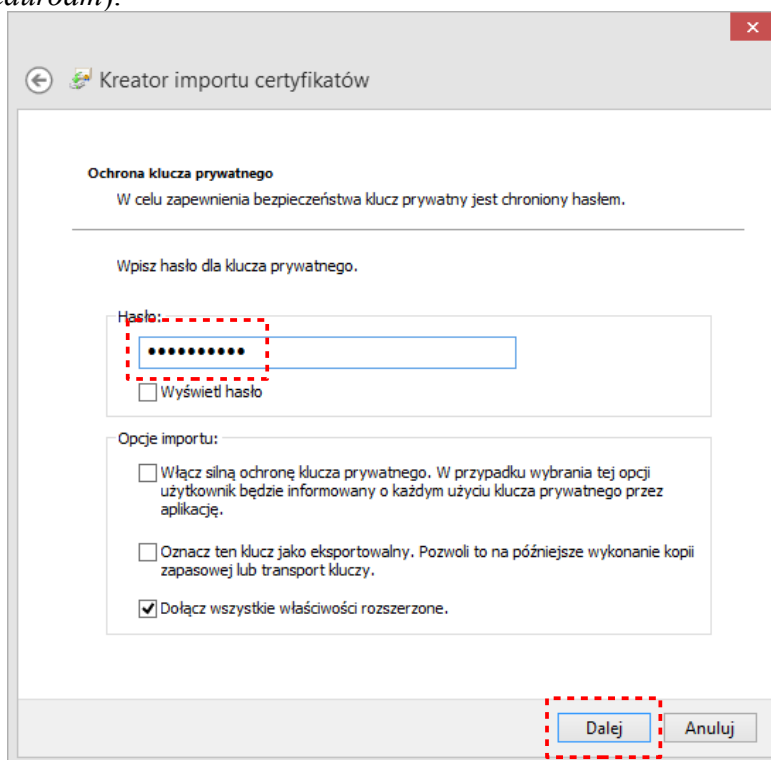 eduroam).
Kreator importu certyfikatów
Ochrona klucza prywatnego
W celu zapewnienia bezpieczeństwa klucz prywatny jest chroniony hasłem.
Wpisz hasło dla klucza prywatnego.
Hasło:
••••••••••
Wyświetl hasło
Opcje importu:
Włącz silną ochronę klucza prywatnego. W przypadku wybrania tej opcji
użytkownik będzie informowany o każdym użyciu klucza prywatnego przez
aplikację.
Oznacz ten klucz jako eksportowalny. Pozwoli to na późniejsze wykonanie kopii
zapasowej lub transport kluczy.
Dołącz wszystkie właściwości rozszerzone.
Dalej Anuluj